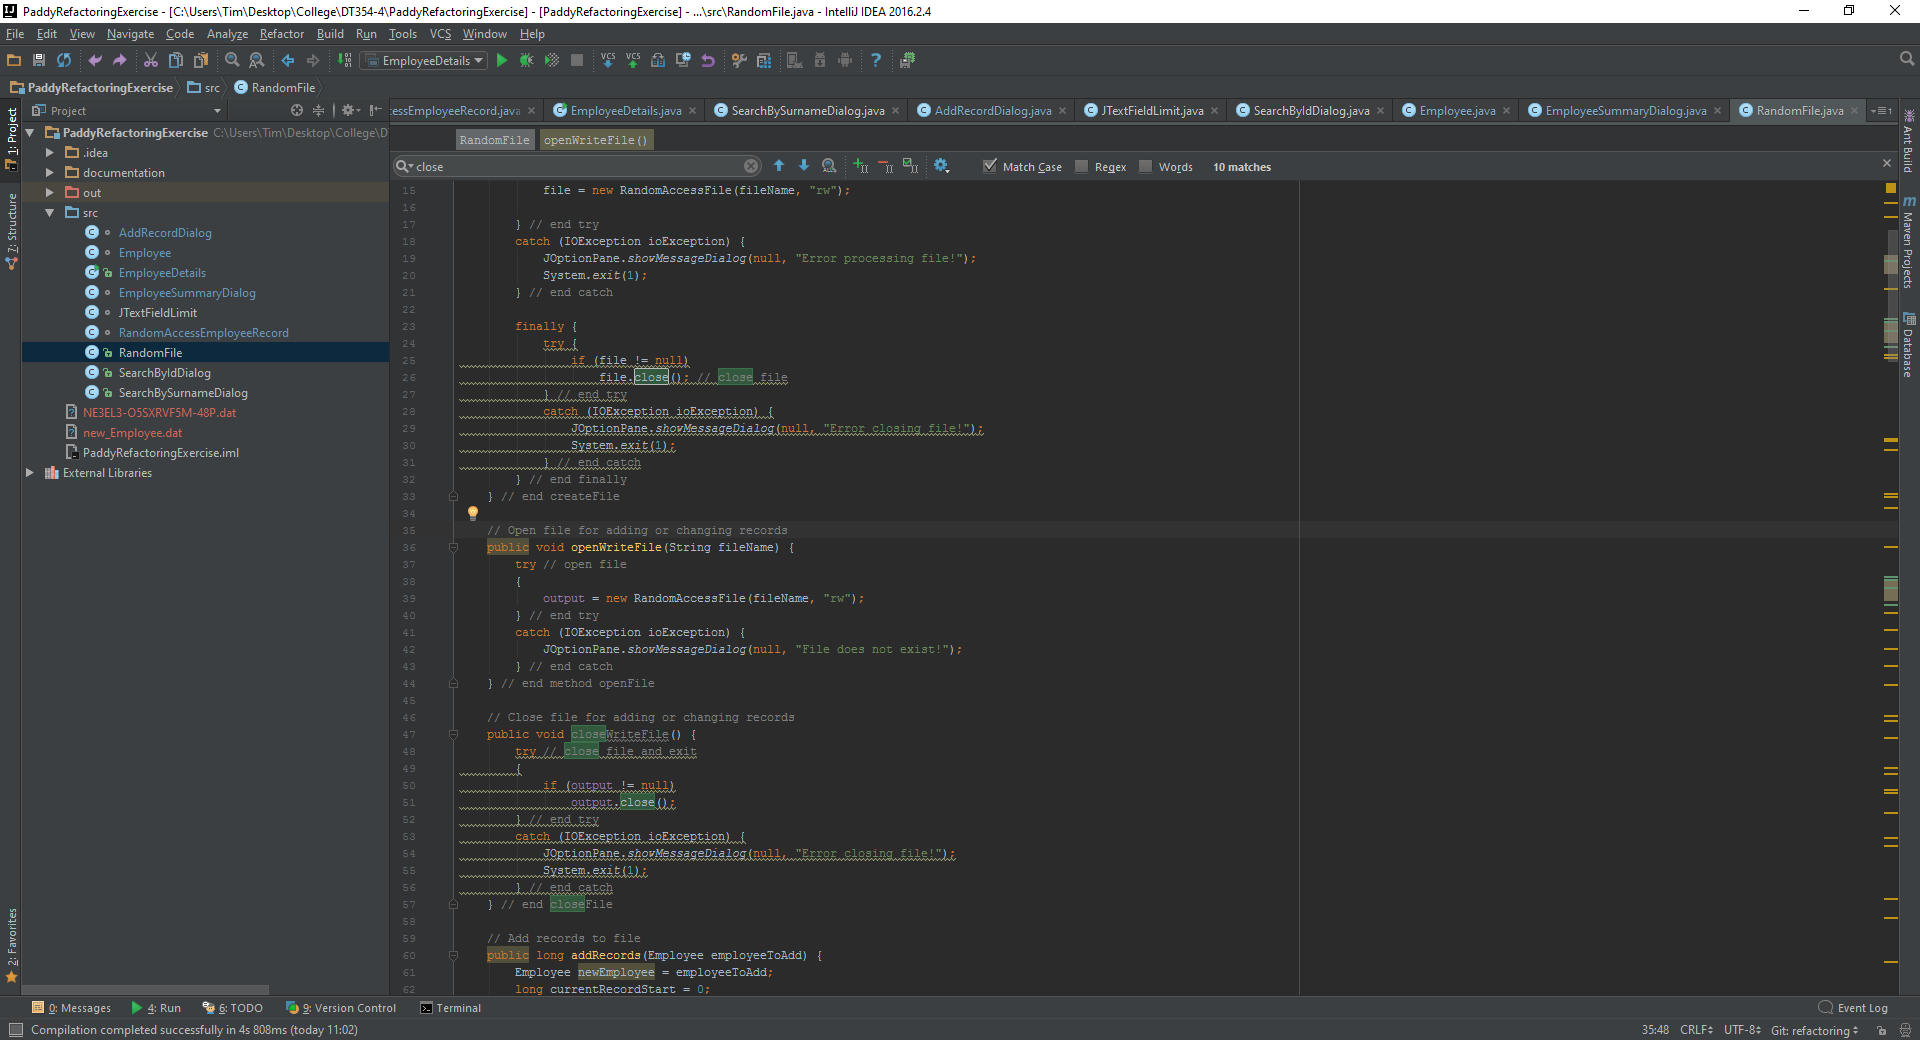 PaddyRefactoringExercise - [C:\Users\Tim\Desktop\College\DT354-4\PaddyRefactoringExercise] - [PaddyRefactoringExercise] - ...\src\RandomFile.java - IntelliJ IDEA 2016.2.4
File Edit View Navigate Code Analyze Refactor Build Run Tools VCS Window Help
EmployeeDetails
VCS VCS
PaddyRefactoringExercise src RandomFile
Project
essEmployeeRecord.java EmployeeDetails.java SearchBySurnameDialog.java AddRecordDialog.java JTextFieldLimit.java SearchByIdDialog.java Employee.java EmployeeSummaryDialog.java RandomFile.java
1: Project
7: Structure
2: Favorites
PaddyRefactoringExercise C:\Users\Tim\Desktop\College\D
.idea
documentation
out
src
AddRecordDialog
Employee
EmployeeDetails
EmployeeSummaryDialog
JTextFieldLimit
RandomAccessEmployeeRecord
RandomFile
SearchByIdDialog
SearchBySurnameDialog
NE3EL3-O5SXRVF5M-48P.dat
new_Employee.dat
PaddyRefactoringExercise.iml
External Libraries
RandomFile openWriteFile()
close Match Case Regex Words 10 matches
15 file = new RandomAccessFile(fileName, "rw");
16
17 } // end try
18 catch (IOException ioException) {
19 JOptionPane.showMessageDialog(null, "Error processing file!");
20 System.exit(1);
21 } // end catch
22
23 finally {
24 try {
25 if (file != null)
26 file.close(); // close file
27 } // end try
28 catch (IOException ioException) {
29 JOptionPane.showMessageDialog(null, "Error closing file!");
30 System.exit(1);
31 } // end catch
32 } // end finally
33 } // end createFile
34
35 // Open file for adding or changing records
36 public void openWriteFile(String fileName) {
37 try // open file
38 {
39 output = new RandomAccessFile(fileName, "rw");
40 } // end try
41 catch (IOException ioException) {
42 JOptionPane.showMessageDialog(null, "File does not exist!");
43 } // end catch
44 } // end method openFile
45
46 // Close file for adding or changing records
47 public void closeWriteFile() {
48 try // close file and exit
49 {
50 if (output != null)
51 output.close();
52 } // end try
53 catch (IOException ioException) {
54 JOptionPane.showMessageDialog(null, "Error closing file!");
55 System.exit(1);
56 } // end catch
57 } // end closeFile
58
59 // Add records to file
60 public long addRecords(Employee employeeToAdd) {
61 Employee newEmployee = employeeToAdd;
62 long currentRecordStart = 0;
Ant Build
Maven Projects
Database
0: Messages 4: Run 6: TODO 9: Version Control Terminal Event Log
Compilation completed successfully in 4s 808ms (today 11:02) 35:48 CRLF UTF-8 Git: refactoring